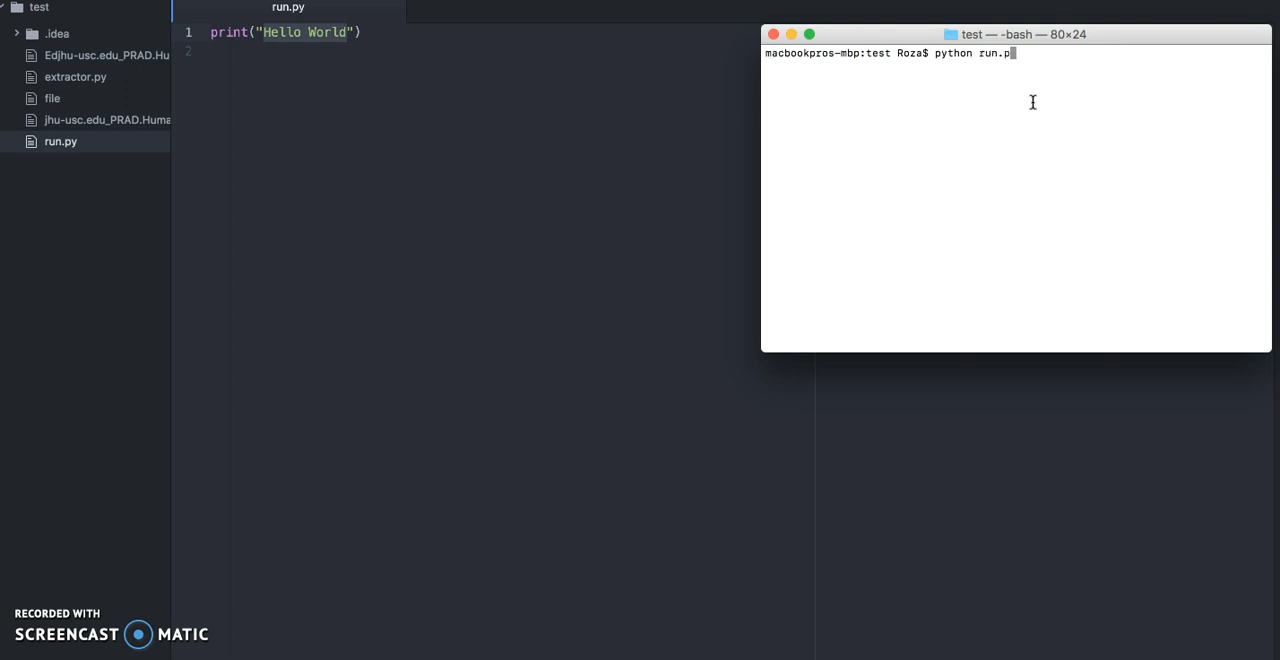 test
.idea
Edjhu-usc.edu_PRAD.Hu
extractor.py
file
jhu-usc.edu_PRAD.Huma
run.py
run.py
1 print("Hello World")
2
test — -bash — 80×24
macbookpros-mbp:test Roza$ python run.p
RECORDED WITH
SCREENCAST MATIC